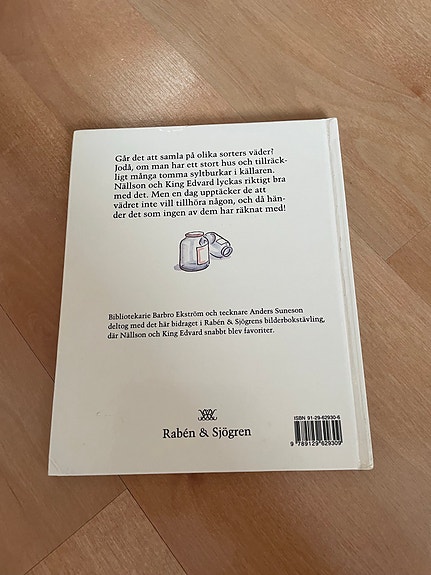 Går det att samla på olika sorters väder?
Jodå, om man har ett stort hus och tillräck-
ligt många tomma syltburkar i källaren.
Nällson och King Edvard lyckas riktigt bra
med det. Men en dag upptäcker de att
vädret inte vill tillhöra någon, och då hän-
der det som ingen av dem har räknat med!
Bibliotekarie Barbro Ekström och tecknare Anders Suneson
deltog med det här bidraget i Rabén & Sjögrens bilderbokstävling,
där Nällson och King Edvard snabbt blev favoriter.
Rabén & Sjögren
ISBN 91-29-62930-6
9 789129 629309